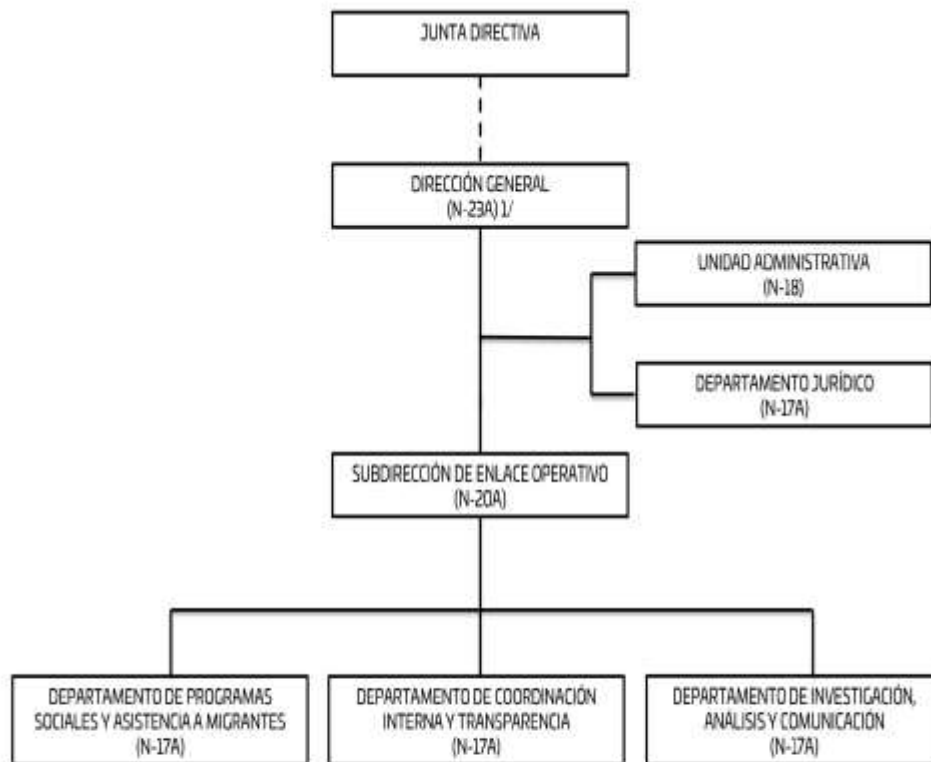 JUNTA DIRECTIVA
DIRECCIÓN GENERAL
(N-23A) 1/
UNIDAD ADMINISTRATIVA
(N-18)
DEPARTAMENTO JURÍDICO
(N-17A)
SUBDIRECCIÓN DE ENLACE OPERATIVO
(N-20A)
DEPARTAMENTO DE PROGRAMAS
SOCIALES Y ASISTENCIA A MIGRANTES
(N-17A)
DEPARTAMENTO DE COORDINACIÓN
INTERNA Y TRANSPARENCIA
(N-17A)
DEPARTAMENTO DE INVESTIGACIÓN,
ANÁLISIS Y COMUNICACIÓN
(N-17A)